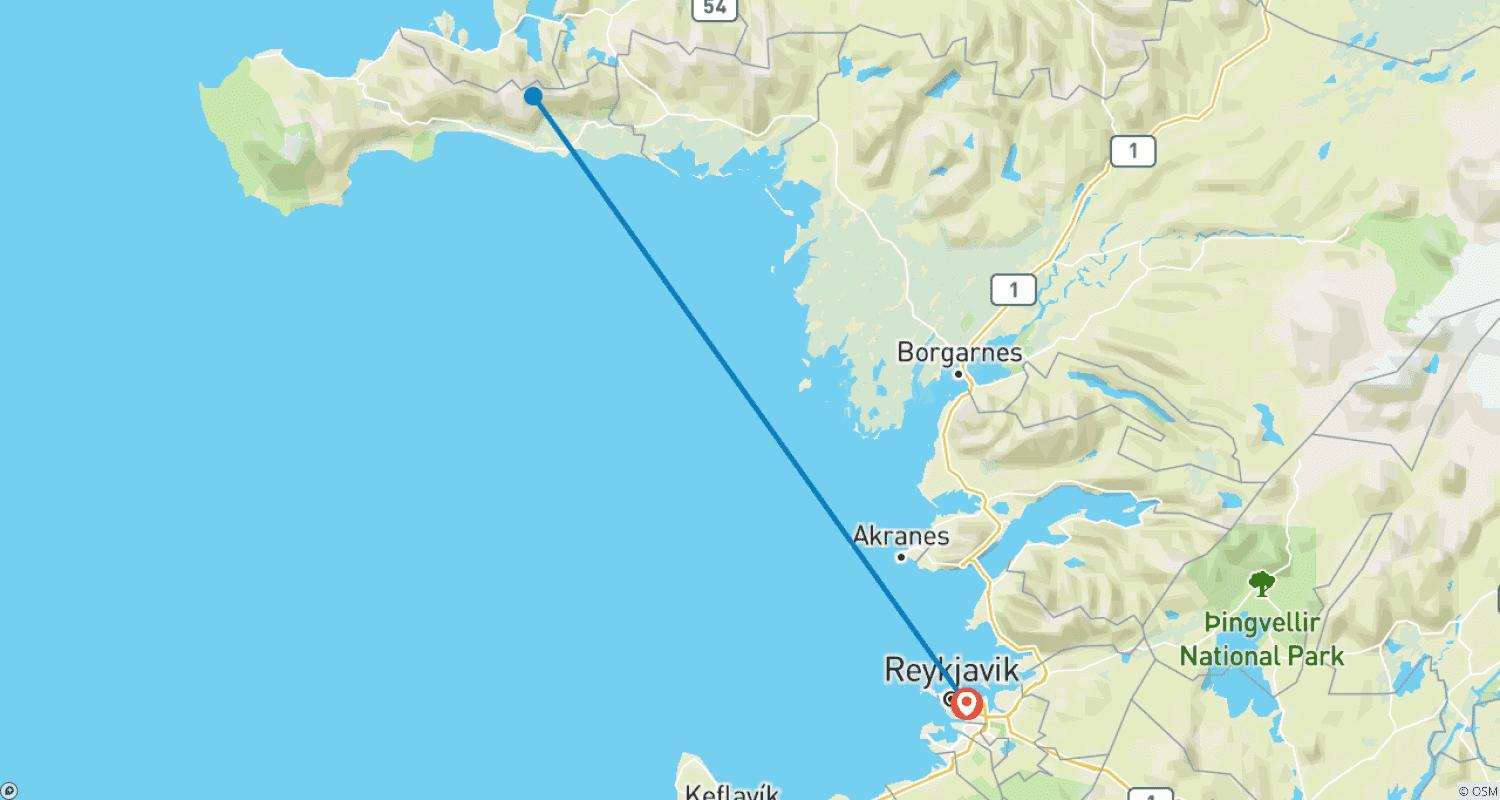 54
1
1
Borgarnes
Akranes
Þingvellir
National Park
Reykjavik
Keflavík
1
© OSM